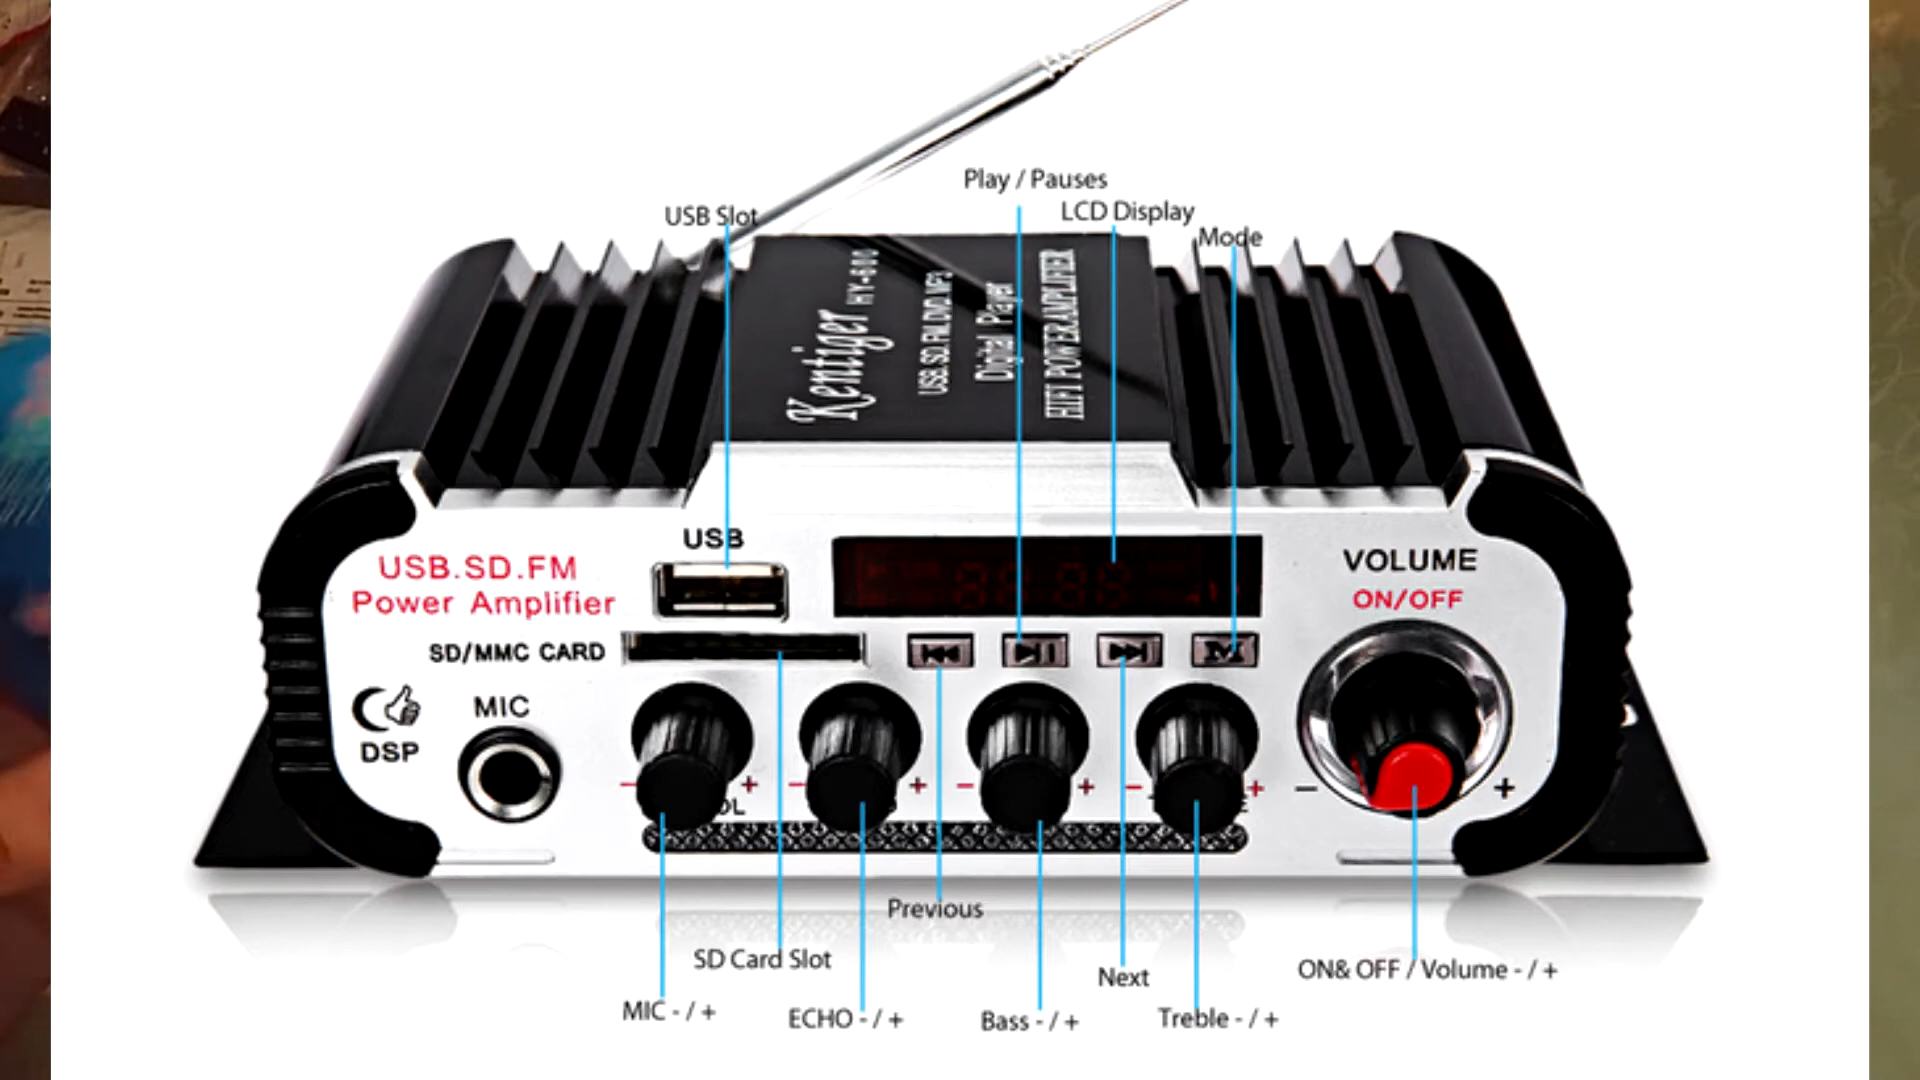 Play / Pauses
USB Slot
LCD Display
Mode
Kentiger HY-600
USB.SD.FM.DVD.MP3
Digital Player
HIFI POWER AMPLIFIER
USB
USB.SD.FM
Power Amplifier
VOLUME
ON/OFF
SD/MMC CARD
M
MIC
DSP
- +
- +
- +
- +
- +
Previous
SD Card Slot
Next
ON& OFF / Volume - / +
MIC - / +
ECHO - / +
Bass - / +
Treble - / +